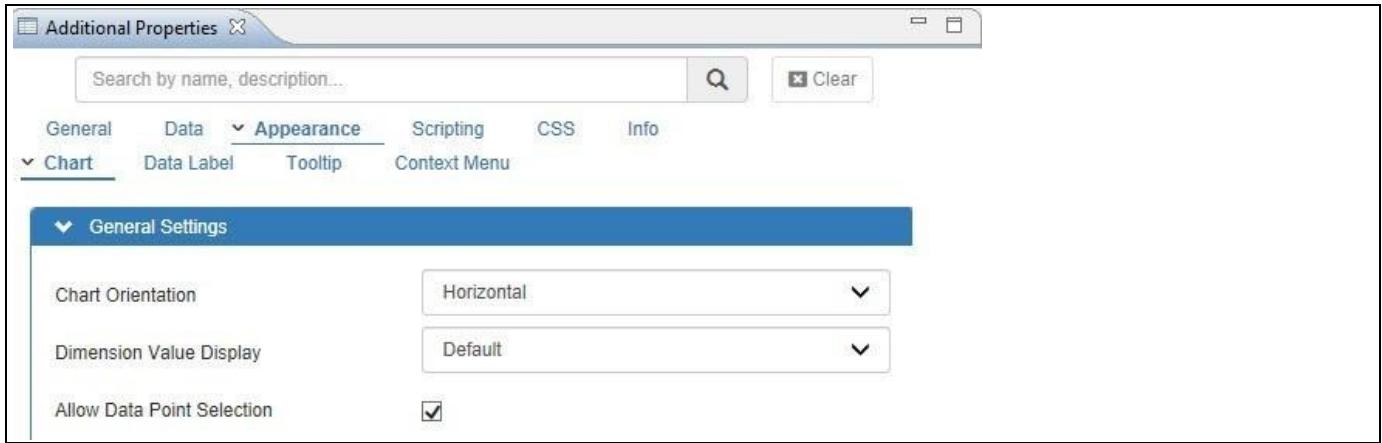 Additional Properties
Search by name, description...
Clear
General Data Appearance Scripting CSS Info
Chart Data Label Tooltip Context Menu
General Settings
Chart Orientation Horizontal
Dimension Value Display Default
Allow Data Point Selection